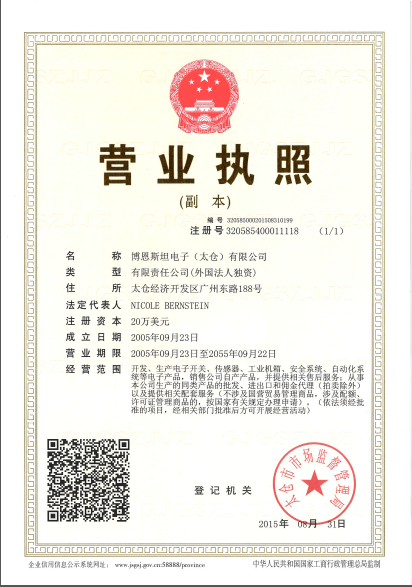 营业执照
(副 本)
编 号 320585000201508310199
注册号 320585400011118 (1/1)
名 称 博恩斯坦电子（太仓）有限公司
类 型 有限责任公司(外国法人独资)
住 所 太仓经济开发区广州东路188号
法定代表人 NICOLE BERNSTEIN
注册资本 20万美元
成立日期 2005年09月23日
营业期限 2005年09月23日至2055年09月22日
经营范围 开发、生产电子开关、传感器、工业机箱、安全系统、自动化系
统等电子产品，销售公司自产产品，并提供相关售后服务；从事
本公司生产的同类产品的批发、进出口和佣金代理（拍卖除外）
以及提供相关配套服务（不涉及国营贸易管理商品，涉及配额、
许可证管理商品的，按国家有关规定办理申请）。（依法须经批
准的项目，经相关部门批准后方可开展经营活动）
太仓市市场监督管理局
登记机关
2015年 08月 31日
企业信用信息公示系统网址: www.jsgsj.gov.cn:58888/province
中华人民共和国国家工商行政管理总局监制